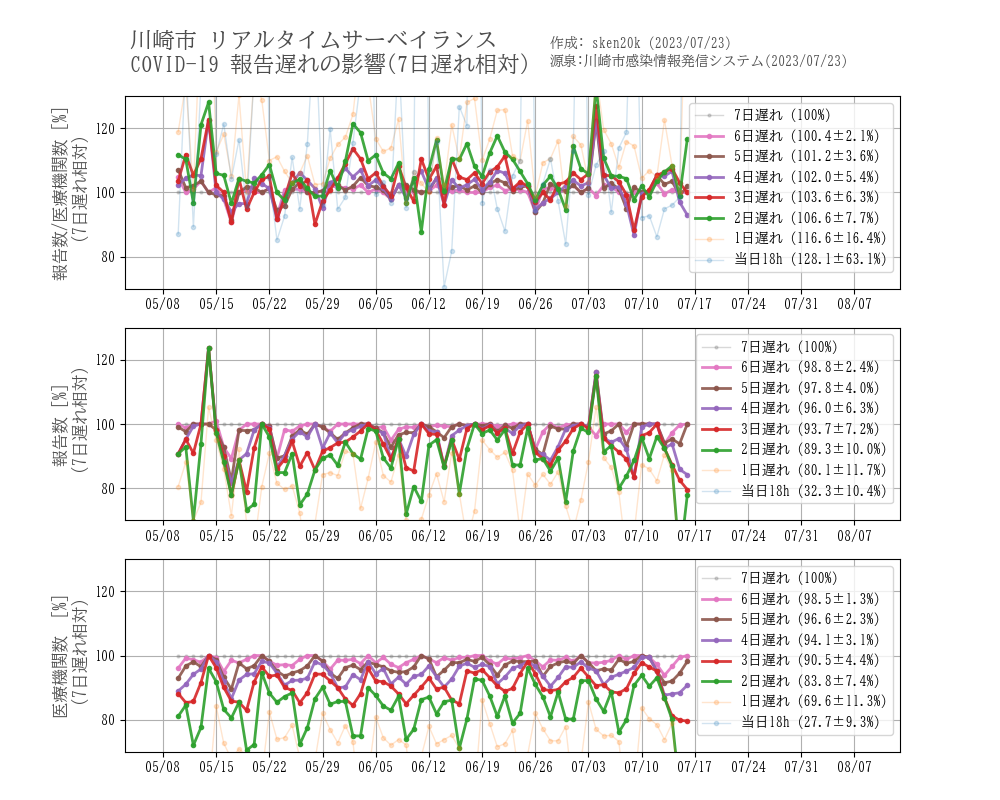 川崎市 リアルタイムサーベイランス
COVID-19 報告遅れの影響(7日遅れ相対)
作成: sken20k (2023/07/23)
源泉:川崎市感染情報発信システム(2023/07/23)
報告数/医療機関数 [%]
(7日遅れ相対)
120
100
80
7日遅れ (100%)
6日遅れ (100.4±2.1%)
5日遅れ (101.2±3.6%)
4日遅れ (102.0±5.4%)
3日遅れ (103.6±6.3%)
2日遅れ (106.6±7.7%)
1日遅れ (116.6±16.4%)
当日18h (128.1±63.1%)
05/08 05/15 05/22 05/29 06/05 06/12 06/19 06/26 07/03 07/10 07/17 07/24 07/31 08/07
報告数 [%]
(7日遅れ相対)
120
100
80
7日遅れ (100%)
6日遅れ (98.8±2.4%)
5日遅れ (97.8±4.0%)
4日遅れ (96.0±6.3%)
3日遅れ (93.7±7.2%)
2日遅れ (89.3±10.0%)
1日遅れ (80.1±11.7%)
当日18h (32.3±10.4%)
05/08 05/15 05/22 05/29 06/05 06/12 06/19 06/26 07/03 07/10 07/17 07/24 07/31 08/07
医療機関数 [%]
(7日遅れ相対)
120
100
80
7日遅れ (100%)
6日遅れ (98.5±1.3%)
5日遅れ (96.6±2.3%)
4日遅れ (94.1±3.1%)
3日遅れ (90.5±4.4%)
2日遅れ (83.8±7.4%)
1日遅れ (69.6±11.3%)
当日18h (27.7±9.3%)
05/08 05/15 05/22 05/29 06/05 06/12 06/19 06/26 07/03 07/10 07/17 07/24 07/31 08/07